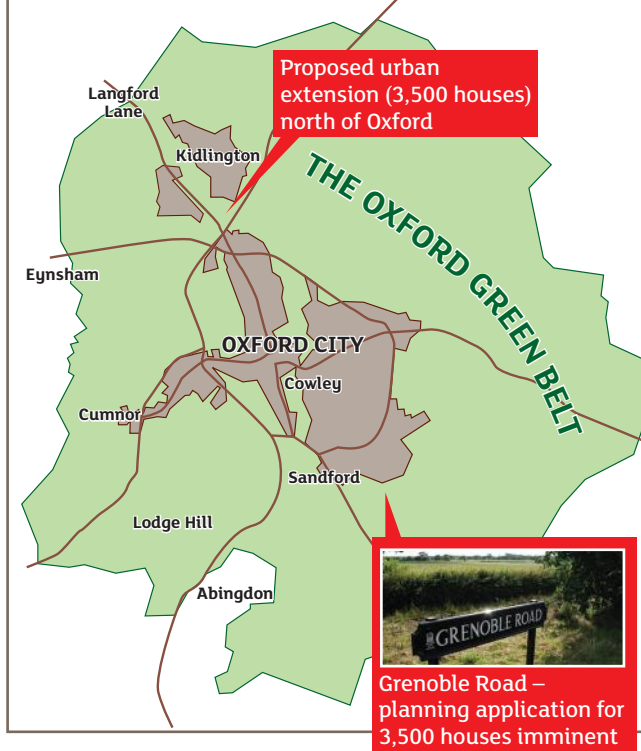 Proposed urban
extension (3,500 houses)
north of Oxford
Langford
Lane
Kidlington
THE OXFORD GREEN BELT
Eynsham
OXFORD CITY
Cowley
Cumnor
Sandford
Lodge Hill
Abingdon
GRENOBLE ROAD
Grenoble Road –
planning application for
3,500 houses imminent